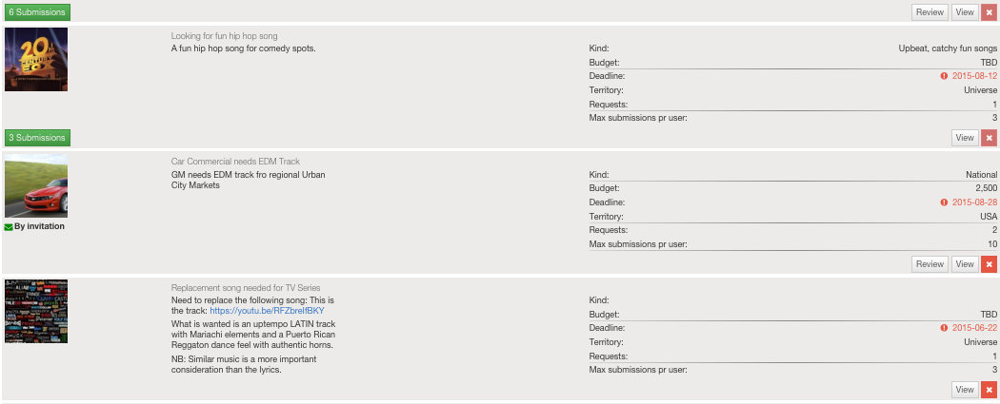 6 Submissions
Review View
Looking for fun hip hop song
A fun hip hop song for comedy spots.
Kind: Upbeat, catchy fun songs
Budget: TBD
Deadline: 2015-08-12
Territory: Universe
Requests: 1
Max submissions pr user: 3
20
CENTURY
FOX
3 Submissions
View
Car Commercial needs EDM Track
GM needs EDM track fro regional Urban
City Markets
Kind: National
Budget: 2,500
Deadline: 2015-08-28
Territory: USA
Requests: 2
Max submissions pr user: 10
By invitation
Review View
Replacement song needed for TV Series
Need to replace the following song: This is
the track: https://youtu.be/RFZbreIfBKY
What is wanted is an uptempo LATIN track
with Mariachi elements and a Puerto Rican
Reggaton dance feel with authentic horns.
NB: Similar music is a more important
consideration than the lyrics.
Kind:
Budget: TBD
Deadline: 2015-06-22
Territory: Universe
Requests: 1
Max submissions pr user: 3
View